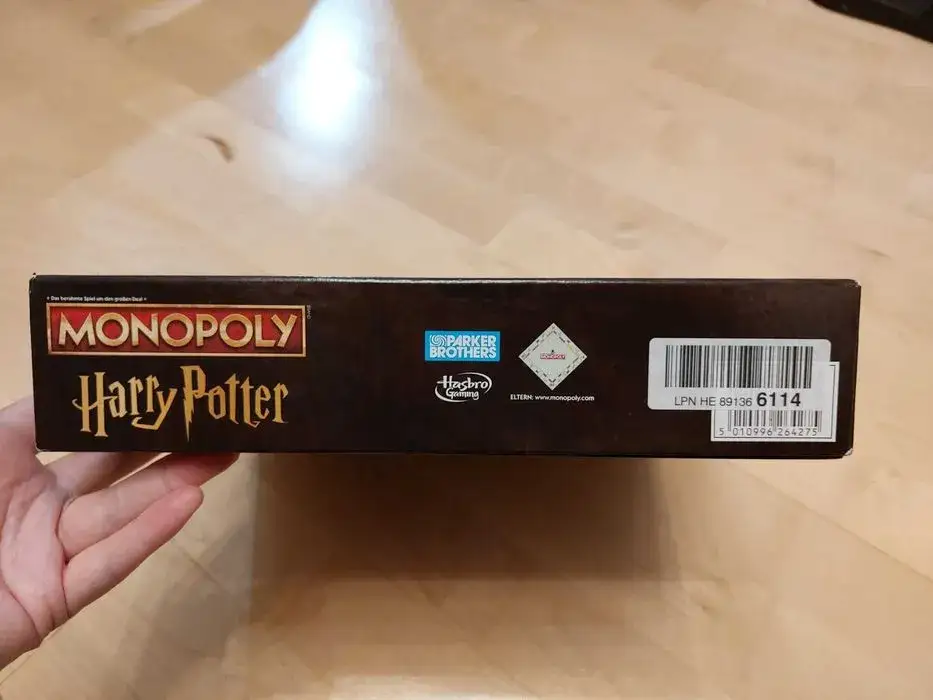 • Das berühmte Spiel um den großen Deal •
MONOPOLY
Harry Potter
PARKER
BROTHERS
Hasbro
Gaming
MONOPOLY
ELTERN: www.monopoly.com
LPN HE 89136 6114
5 010996 264275